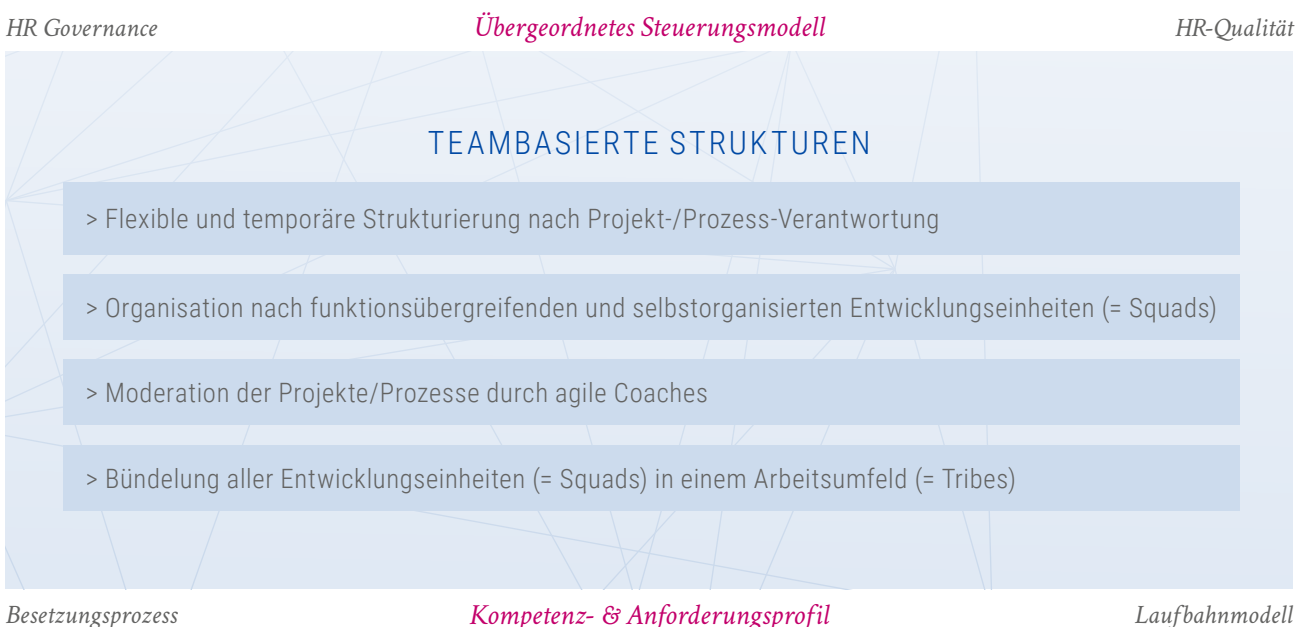 HR Governance
Übergeordnetes Steuerungsmodell
HR-Qualität
TEAMBASIERTE STRUKTUREN
> Flexible und temporäre Strukturierung nach Projekt-/Prozess-Verantwortung
> Organisation nach funktionsübergreifenden und selbstorganisierten Entwicklungseinheiten (= Squads)
> Moderation der Projekte/Prozesse durch agile Coaches
> Bündelung aller Entwicklungseinheiten (= Squads) in einem Arbeitsumfeld (= Tribes)
Besetzungsprozess
Kompetenz- & Anforderungsprofil
Laufbahnmodell